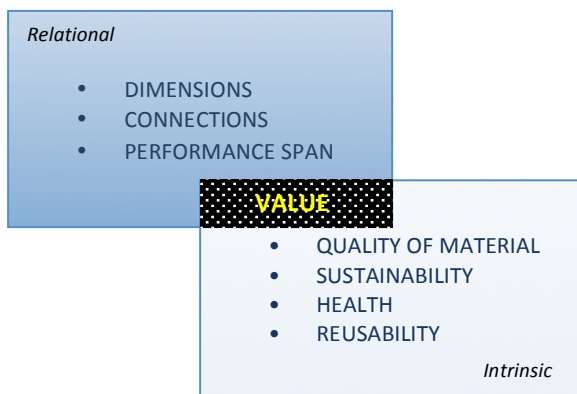 Relational
• DIMENSIONS
• CONNECTIONS
• PERFORMANCE SPAN
VALUE
• QUALITY OF MATERIAL
• SUSTAINABILITY
• HEALTH
• REUSABILITY
Intrinsic